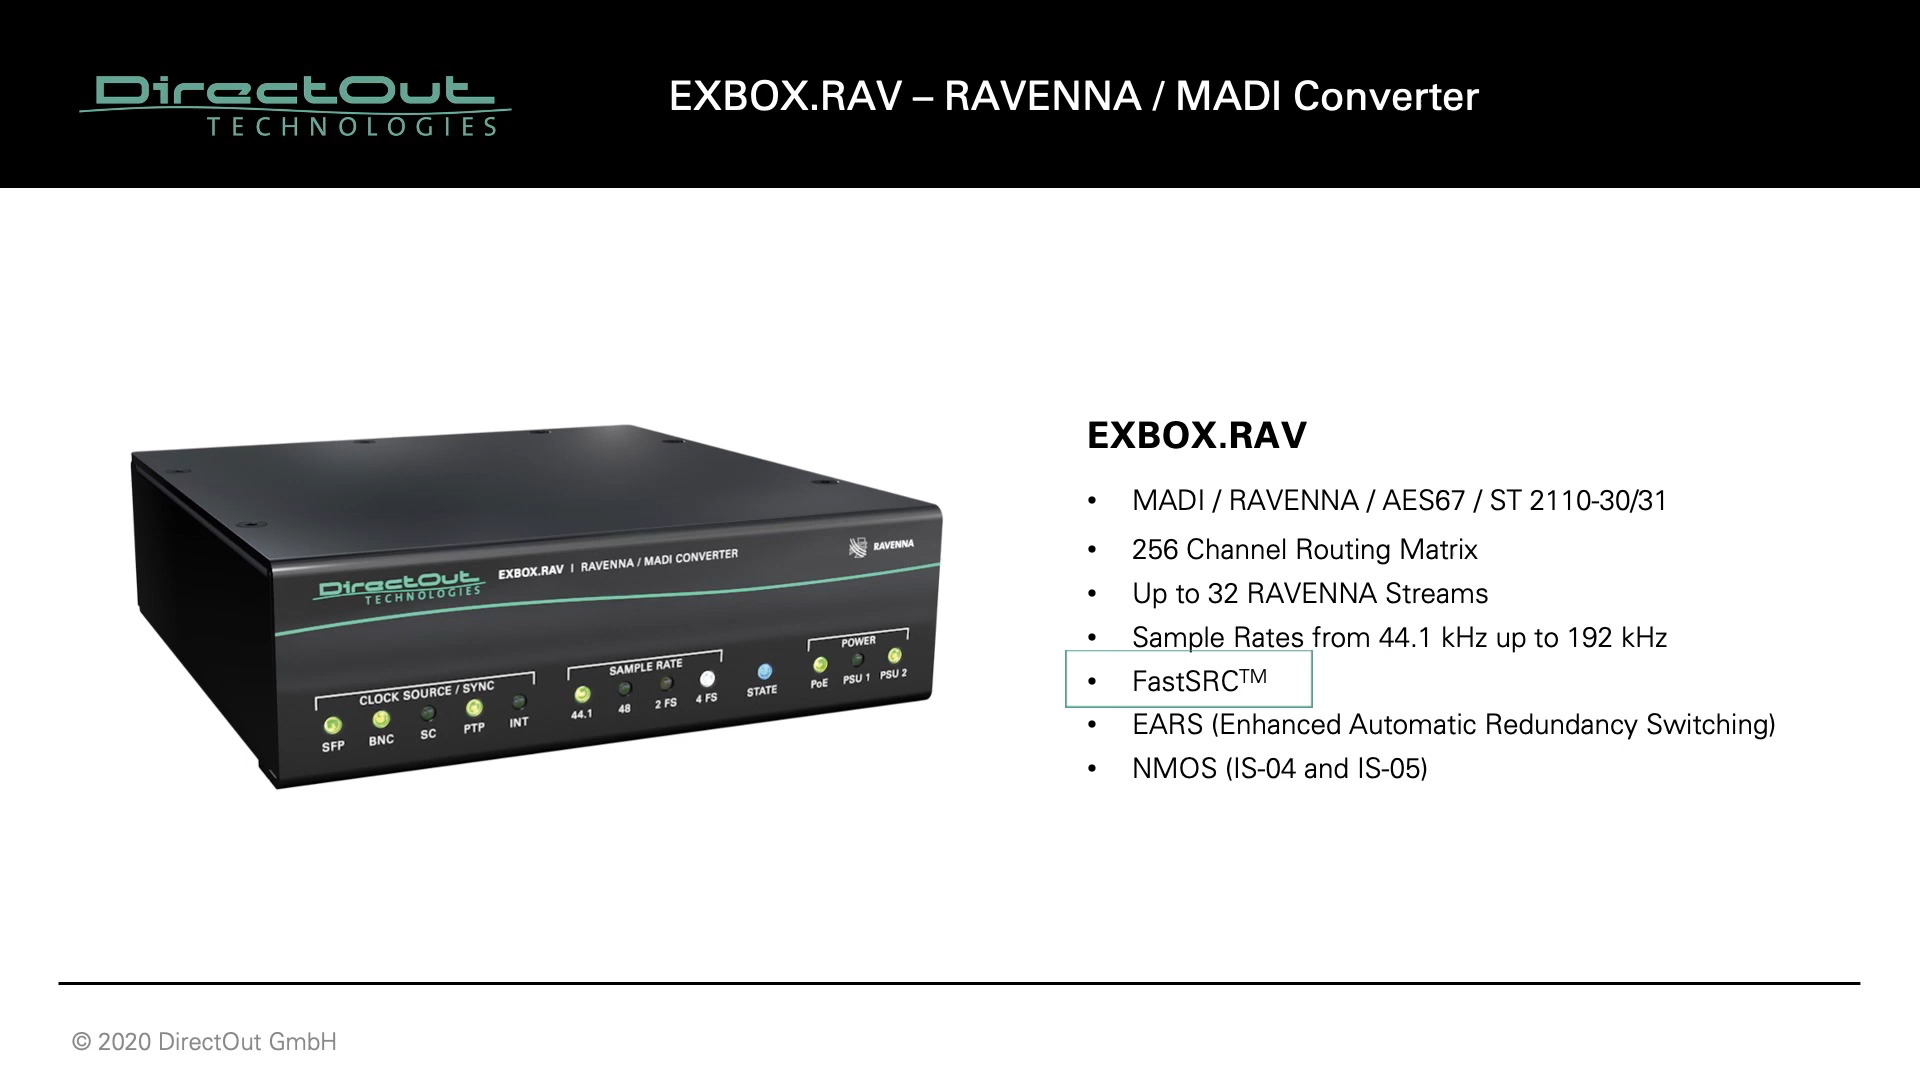 DirectOut
TECHNOLOGIES
EXBOX.RAV – RAVENNA / MADI Converter
DirectOut
TECHNOLOGIES
EXBOX.RAV | RAVENNA / MADI CONVERTER
RAVENNA
CLOCK SOURCE / SYNC
SFP BNC SC PTP INT
SAMPLE RATE
44.1 48 2 FS 4 FS
STATE
POWER
PoE PSU 1 PSU 2
EXBOX.RAV
• MADI / RAVENNA / AES67 / ST 2110-30/31
• 256 Channel Routing Matrix
• Up to 32 RAVENNA Streams
• Sample Rates from 44.1 kHz up to 192 kHz
• FastSRC™
• EARS (Enhanced Automatic Redundancy Switching)
• NMOS (IS-04 and IS-05)
© 2020 DirectOut GmbH